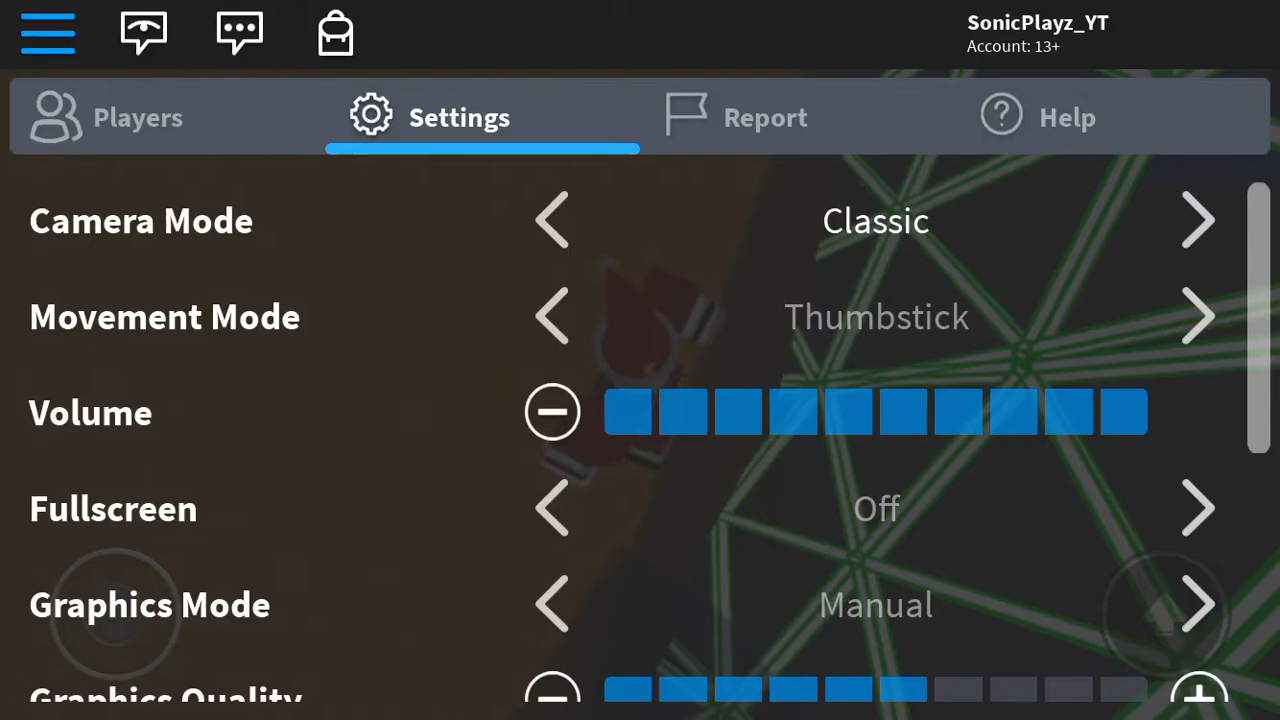 SonicPlayz_YT
Account: 13+
Players Settings Report Help
Camera Mode Classic
Movement Mode Thumbstick
Volume
Fullscreen Off
Graphics Mode Manual
Graphics Quality